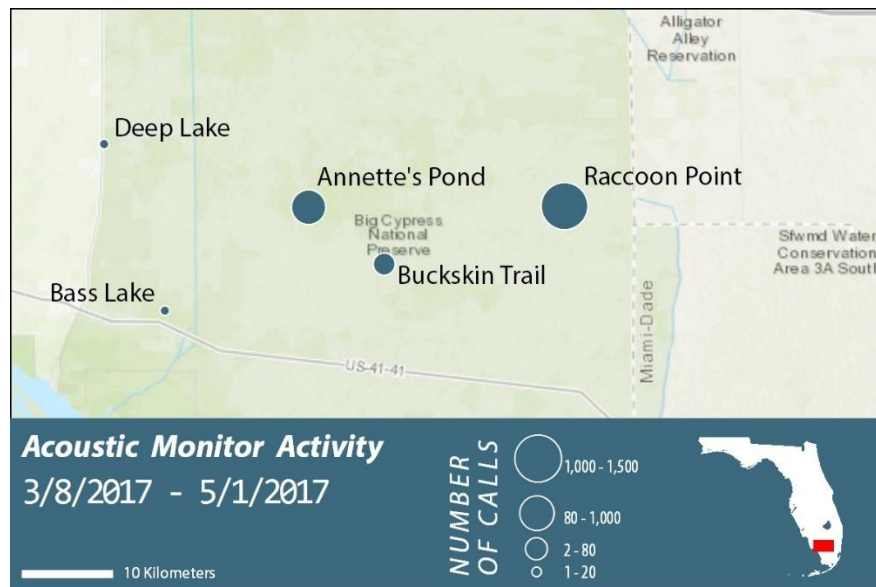 Alligator
Alley
Reservation
Deep Lake
Annette's Pond
Raccoon Point
Big Cypress
National
Preserve
Sfwmd Water
Conservation
Area 3A South
Buckskin Trail
Bass Lake
Miami-Dade
US-41-41
Acoustic Monitor Activity
3/8/2017 - 5/1/2017
10 Kilometers
NUMBER
OF CALLS
1,000 - 1,500
80 - 1,000
2 - 80
1 - 20